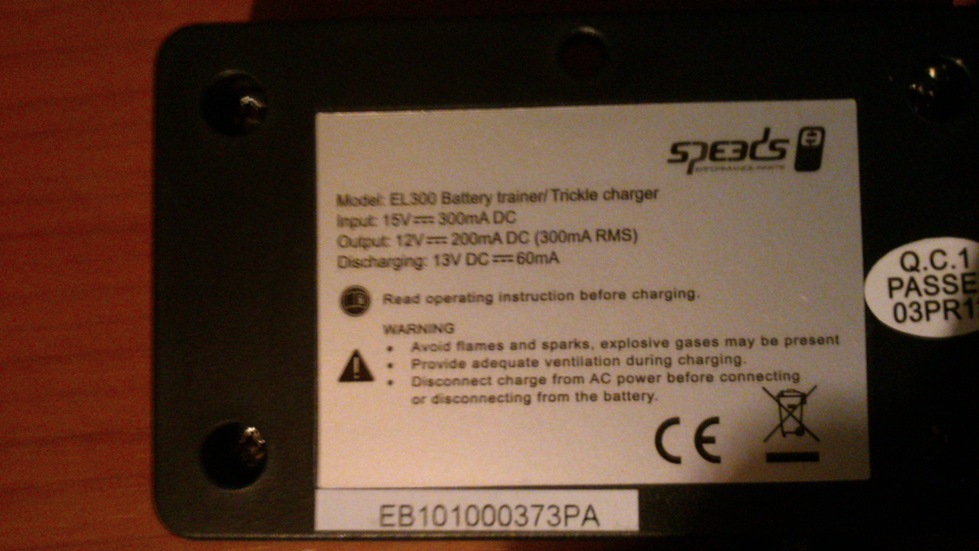 speeds
PERFORMANCE PARTS
Model: EL300 Battery trainer/ Trickle charger
Input: 15V⎓ 300mA DC
Output: 12V⎓ 200mA DC (300mA RMS)
Discharging: 13V DC⎓60mA
Read operating instruction before charging.
WARNING
• Avoid flames and sparks, explosive gases may be present
• Provide adequate ventilation during charging.
• Disconnect charge from AC power before connecting
or disconnecting from the battery.
CE
EB101000373PA
Q.C.1
PASSE
03PR1